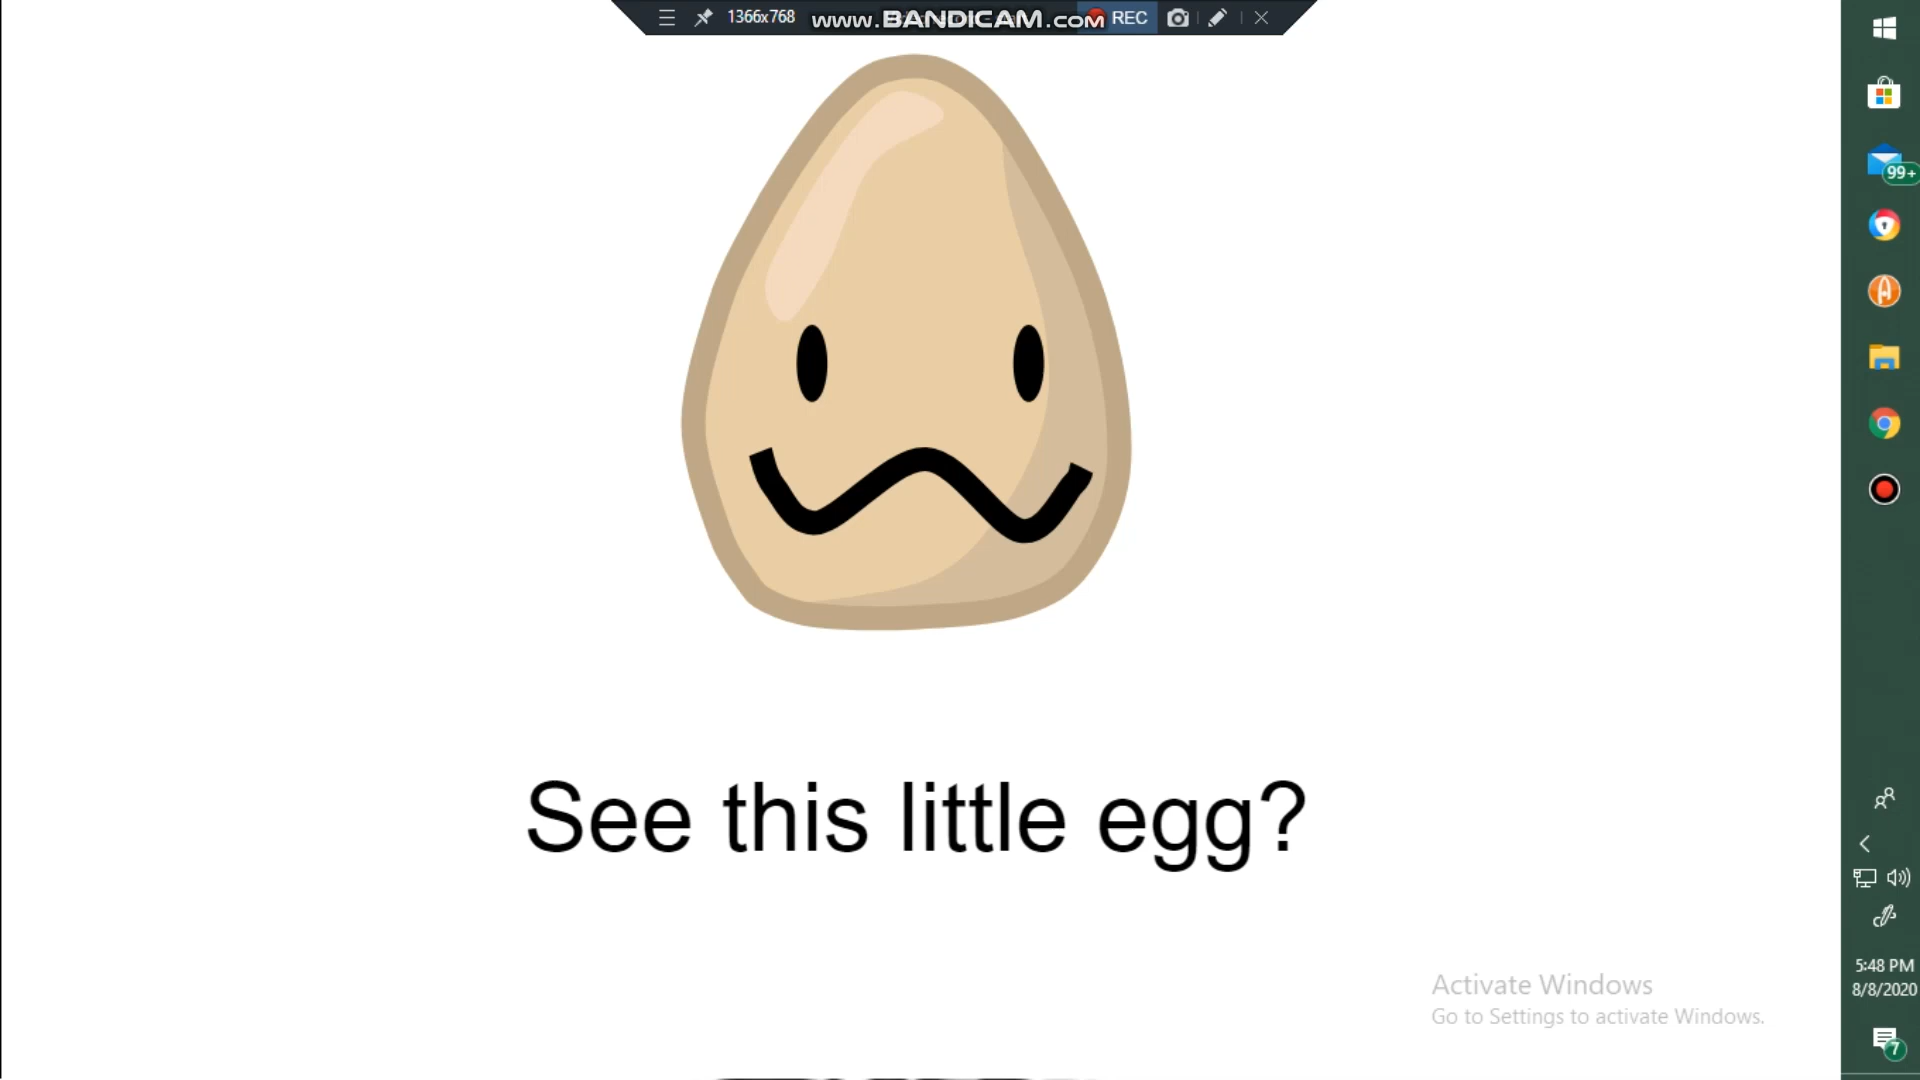 1366x768
www.BANDICAM.com
REC
99+
See this little egg?
Activate Windows
Go to Settings to activate Windows.
5:48 PM
8/8/2020
7